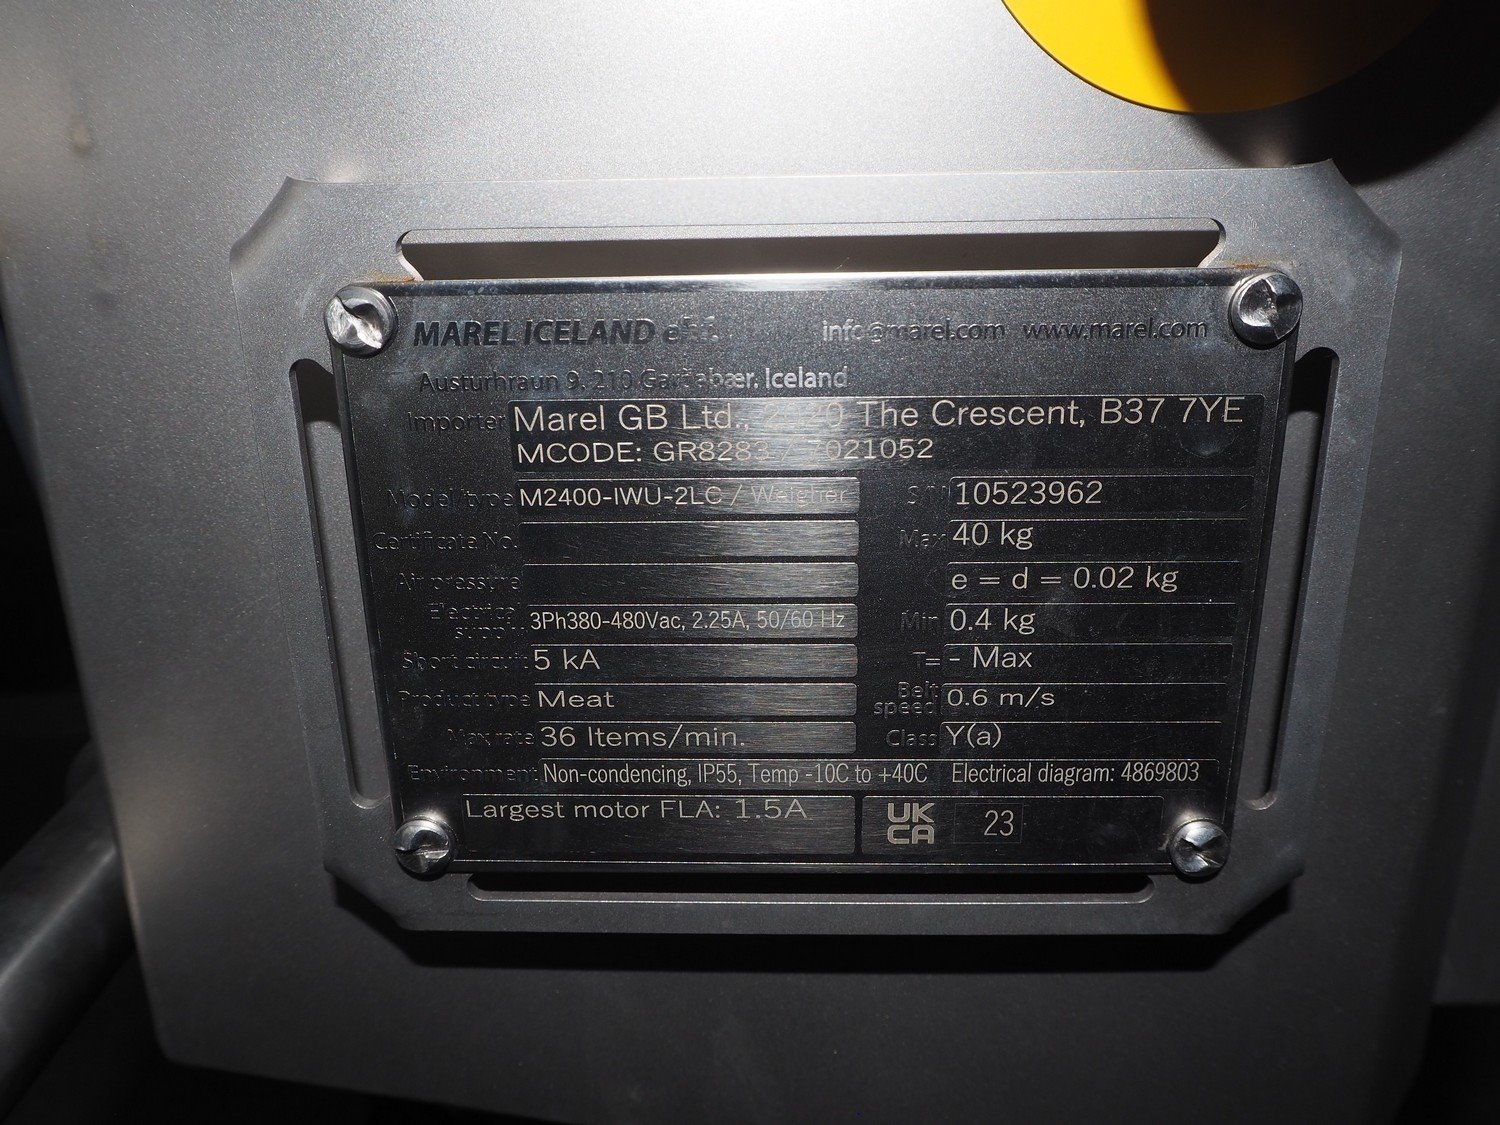 MAREL ICELAND ehf. info@marel.com www.marel.com
Austurhraun 9, 210 Garðabær, Iceland
Importer Marel GB Ltd., 2920 The Crescent, B37 7YE
MCODE: GR8283 / 7021052
Model/type M2400-IWU-2LC / Weigher S/N 10523962
Certificate No. Max 40 kg
Air pressure e = d = 0.02 kg
Electrical supply 3Ph380-480Vac, 2.25A, 50/60 Hz Min 0.4 kg
Short circuit 5 kA T= - Max
Product type Meat Belt speed 0.6 m/s
Max rate 36 Items/min. Class Y(a)
Environment Non-condencing, IP55, Temp -10C to +40C Electrical diagram: 4869803
Largest motor FLA: 1.5A UK CA 23